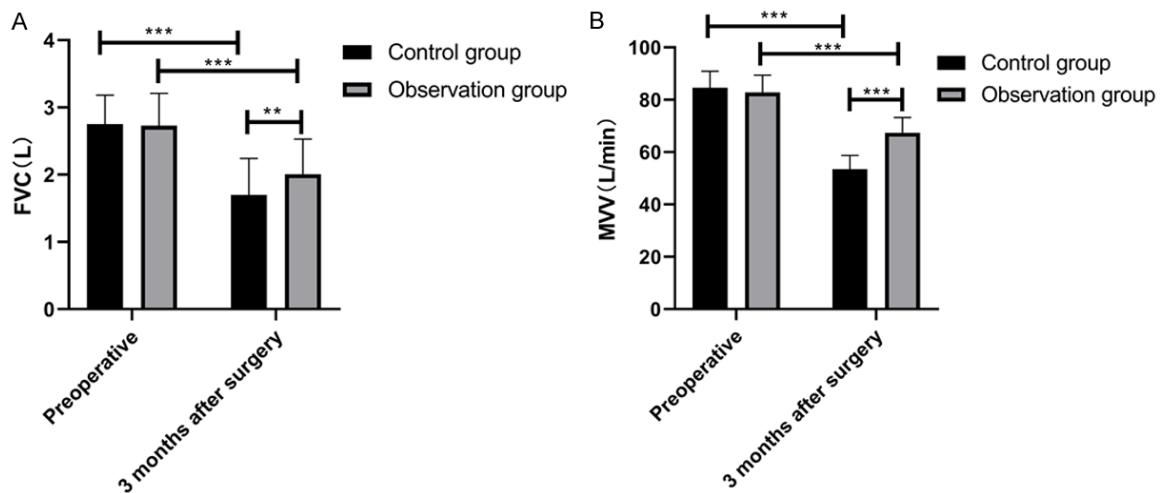 A
***
***
**
4
3
2
1
0
FVC（L）
Preoperative
3 months after surgery
Control group
Observation group
B
***
***
***
100
80
60
40
20
0
MVV（L/min）
Preoperative
3 months after surgery
Control group
Observation group